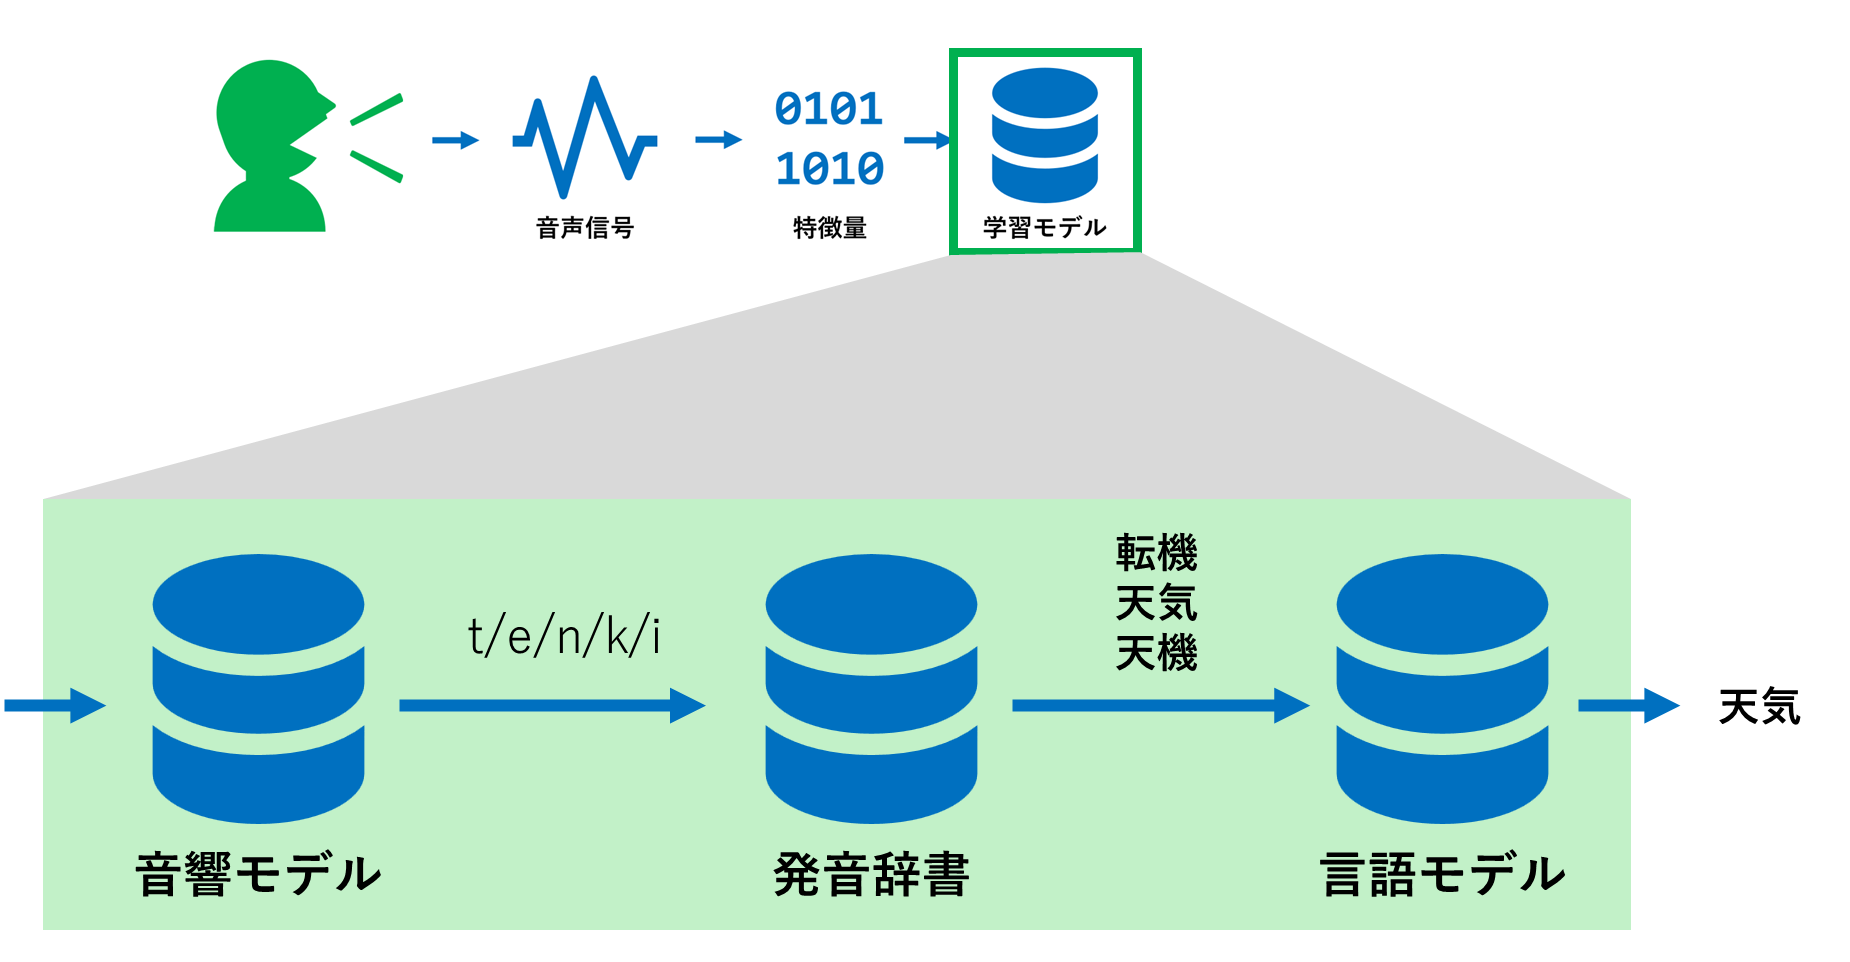 0101
1010
音声信号
特徴量
学習モデル
t/e/n/k/i
転機
天気
天機
天気
音響モデル
発音辞書
言語モデル